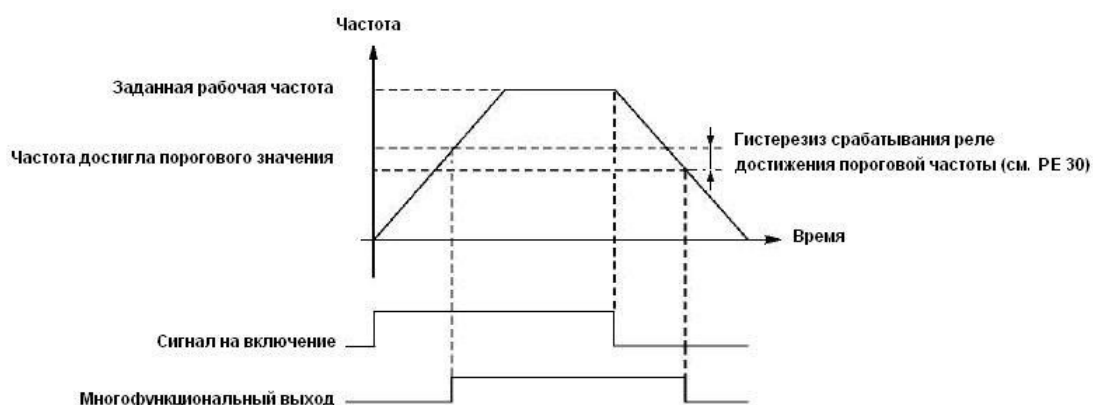 Частота
Заданная рабочая частота
Гистерезиз срабатывания реле
Частота достигла порогового значения
достижения пороговой частоты (см. PE 30)
Время
Сигнал на включение
Многофункциональный выход